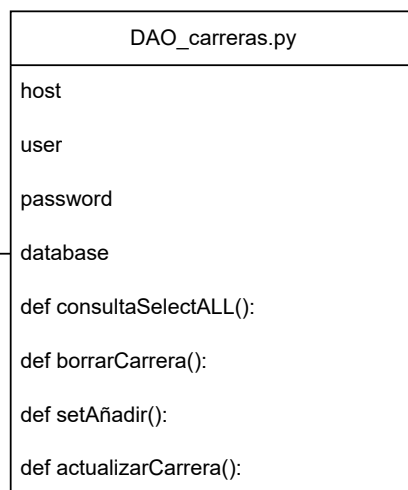 DAO_carreras.py
host
user
password
database
def consultaSelectALL():
def borrarCarrera():
def setAñadir():
def actualizarCarrera():